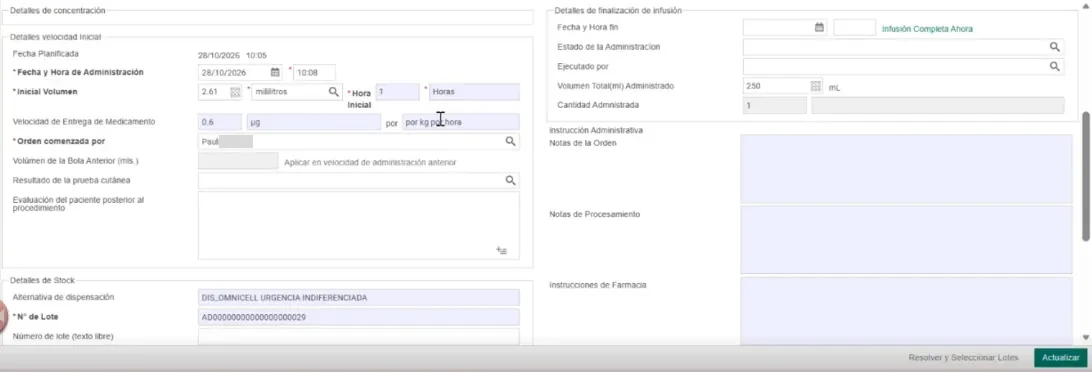 Detalles de concentración
Detalles velocidad Inicial
Fecha Planificada 28/10/2026 10:05
*Fecha y Hora de Administración 28/10/2026 * 10:08
*Inicial Volumen 2.61 * mililitros *Hora Inicial 1 * Horas
Velocidad de Entrega de Medicamento 0.6 µg por por kg por hora
*Orden comenzada por Paul
Volúmen de la Bola Anterior (mls.) Aplicar en velocidad de administración anterior
Resultado de la prueba cutánea
Evaluación del paciente posterior al
procedimiento
Detalles de Stock
Alternativa de dispensación DIS_OMNICELL URGENCIA INDIFERENCIADA
*N° de Lote
Número de lote (texto libre)
Detalles de finalización de infusión
Fecha y Hora fin Infusión Completa Ahora
Estado de la Administracion
Ejecutado por
Volumen Total(ml) Administrado 250 mL
Cantidad Admnistrada 1
Instrucción Administrativa
Notas de la Orden
Notas de Procesamiento
Instrucciones de Farmacia
Resolver y Seleccionar Lotes Actualizar